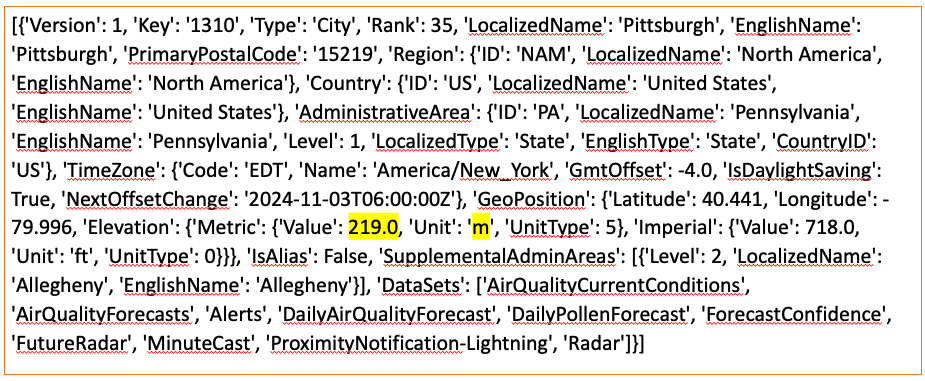 [{'Version': 1, 'Key': '1310', 'Type': 'City', 'Rank': 35, 'LocalizedName': 'Pittsburgh', 'EnglishName':
'Pittsburgh', 'PrimaryPostalCode': '15219', 'Region': {'ID': 'NAM', 'LocalizedName': 'North America',
'EnglishName': 'North America'}, 'Country': {'ID': 'US', 'LocalizedName': 'United States',
'EnglishName': 'United States'}, 'AdministrativeArea': {'ID': 'PA', 'LocalizedName': 'Pennsylvania',
'EnglishName': 'Pennsylvania', 'Level': 1, 'LocalizedType': 'State', 'EnglishType': 'State', 'CountryID':
'US'}, 'TimeZone': {'Code': 'EDT', 'Name': 'America/New_York', 'GmtOffset': -4.0, 'IsDaylightSaving':
True, 'NextOffsetChange': '2024-11-03T06:00:00Z'}, 'GeoPosition': {'Latitude': 40.441, 'Longitude': -
79.996, 'Elevation': {'Metric': {'Value': 219.0, 'Unit': 'm', 'UnitType': 5}, 'Imperial': {'Value': 718.0,
'Unit': 'ft', 'UnitType': 0}}}, 'IsAlias': False, 'SupplementalAdminAreas': [{'Level': 2, 'LocalizedName':
'Allegheny', 'EnglishName': 'Allegheny'}], 'DataSets': ['AirQualityCurrentConditions',
'AirQualityForecasts', 'Alerts', 'DailyAirQualityForecast', 'DailyPollenForecast', 'ForecastConfidence',
'FutureRadar', 'MinuteCast', 'ProximityNotification-Lightning', 'Radar']}]